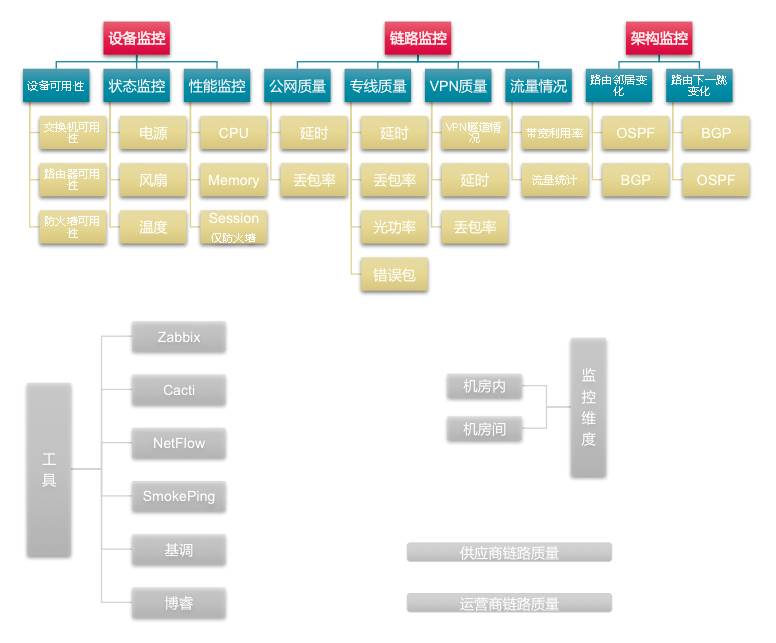 设备监控
链路监控
架构监控
设备可用性
状态监控
性能监控
公网质量
专线质量
VPN质量
流量情况
路由邻居变
化
路由下一跳
变化
交换机可用
性
电源
CPU
延时
延时
VPN隧道情
况
带宽利用率
OSPF
BGP
路由器可用
性
风扇
Memory
丢包率
丢包率
延时
流量统计
BGP
OSPF
防火墙可用
性
温度
Session
仅防火墙
光功率
丢包率
错误包
工
具
Zabbix
Cacti
NetFlow
SmokePing
基调
博睿
机房内
机房间
监
控
维
度
供应商链路质量
运营商链路质量